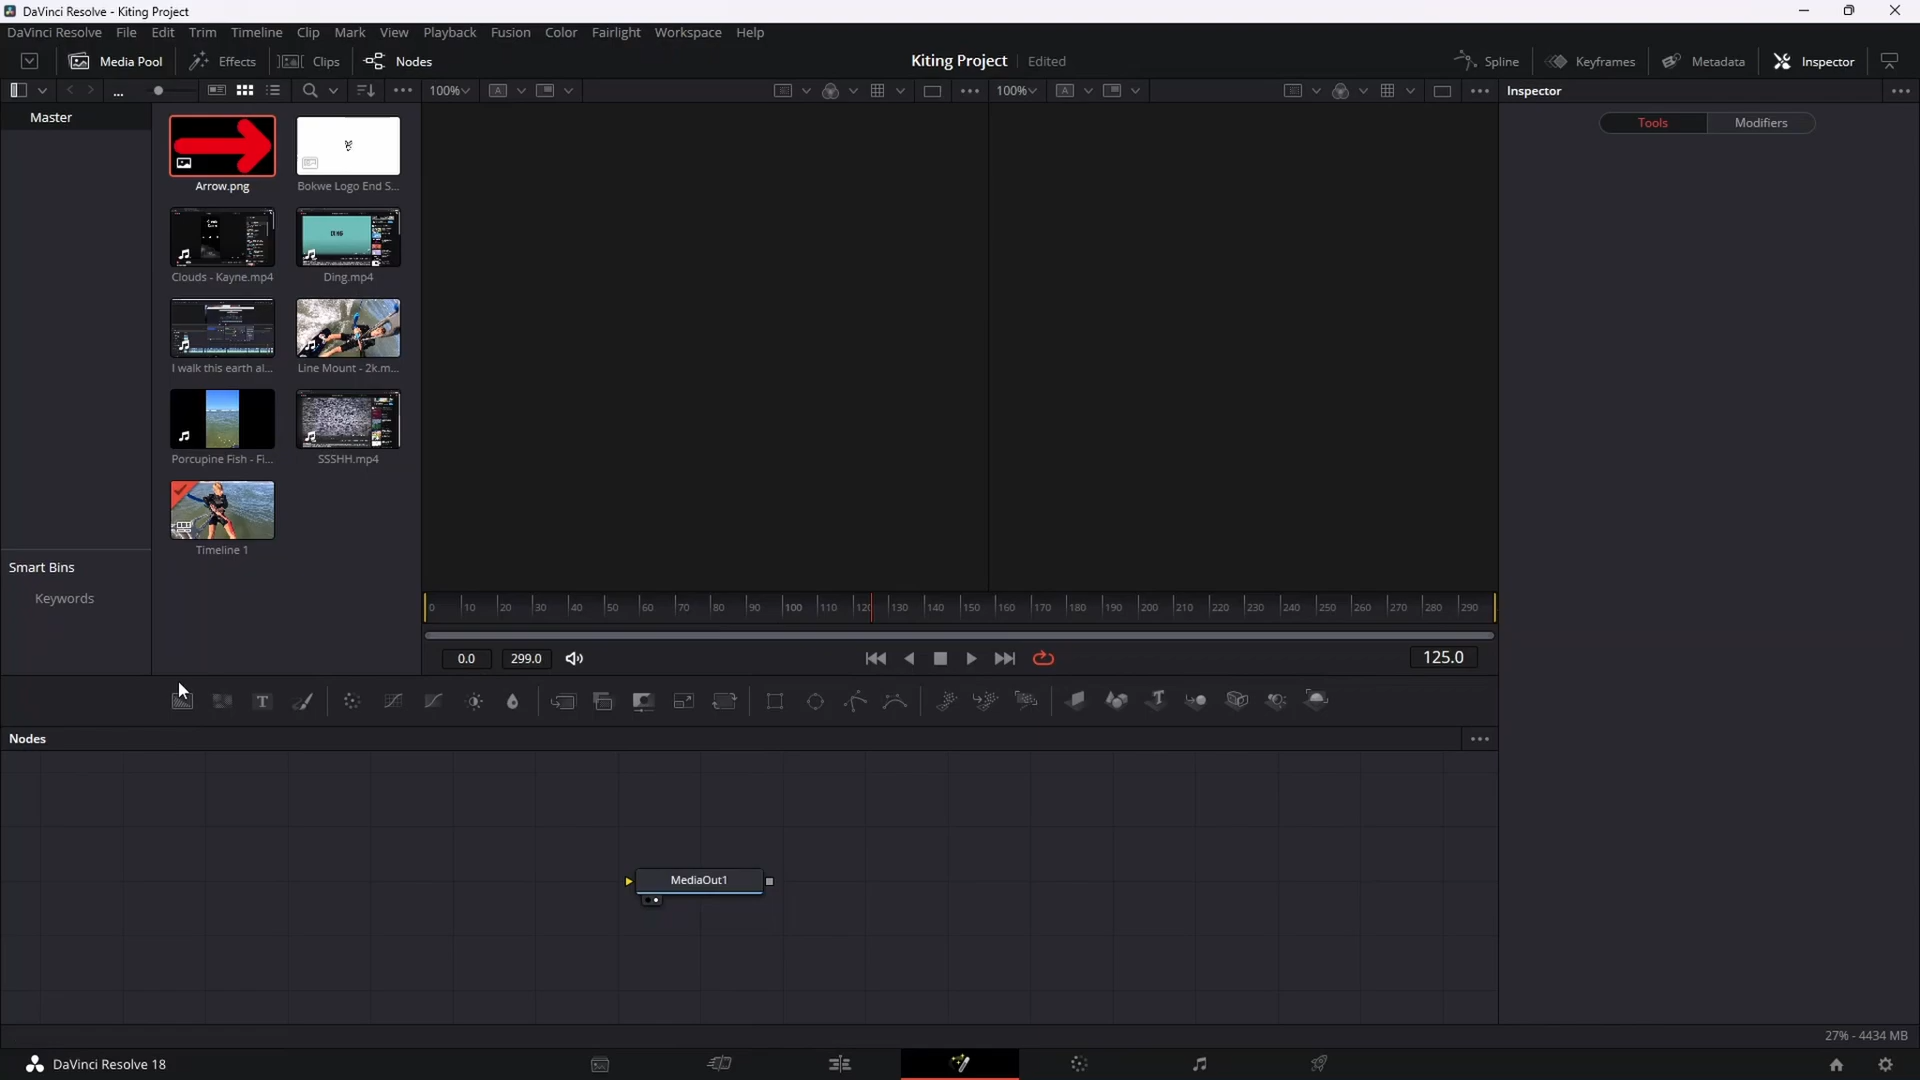 DaVinci Resolve - Kiting Project
DaVinci Resolve File Edit Trim Timeline Clip Mark View Playback Fusion Color Fairlight Workspace Help
Media Pool Effects Clips Nodes Kiting Project Edited Spline Keyframes Metadata Inspector
... 100% A 100% A Inspector
Master
Tools Modifiers
Arrow.png Bokwe Logo End S...
DING
Clouds - Kayne.mp4 Ding.mp4
I walk this earth al... Line Mount - 2k.m...
Porcupine Fish - Fi... SSSHH.mp4
Timeline 1
Smart Bins
Keywords
0 10 20 30 40 50 60 70 80 90 100 110 120 130 140 150 160 170 180 190 200 210 220 230 240 250 260 270 280 290
0.0 299.0 125.0
T T
Nodes
MediaOut1
27% - 4434 MB
DaVinci Resolve 18